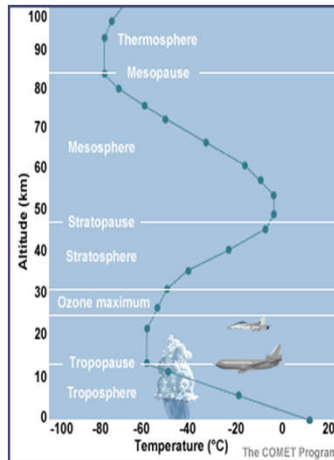 100
Thermosphere
90
Mesopause
80
70
Mesosphere
60
50
Stratopause
40
Stratosphere
30
Ozone maximum
20
Tropopause
10
Troposphere
0
Altitude (km)
-100 -80 -60 -40 -20 0 20
Temperature (°C)
The COMET Program